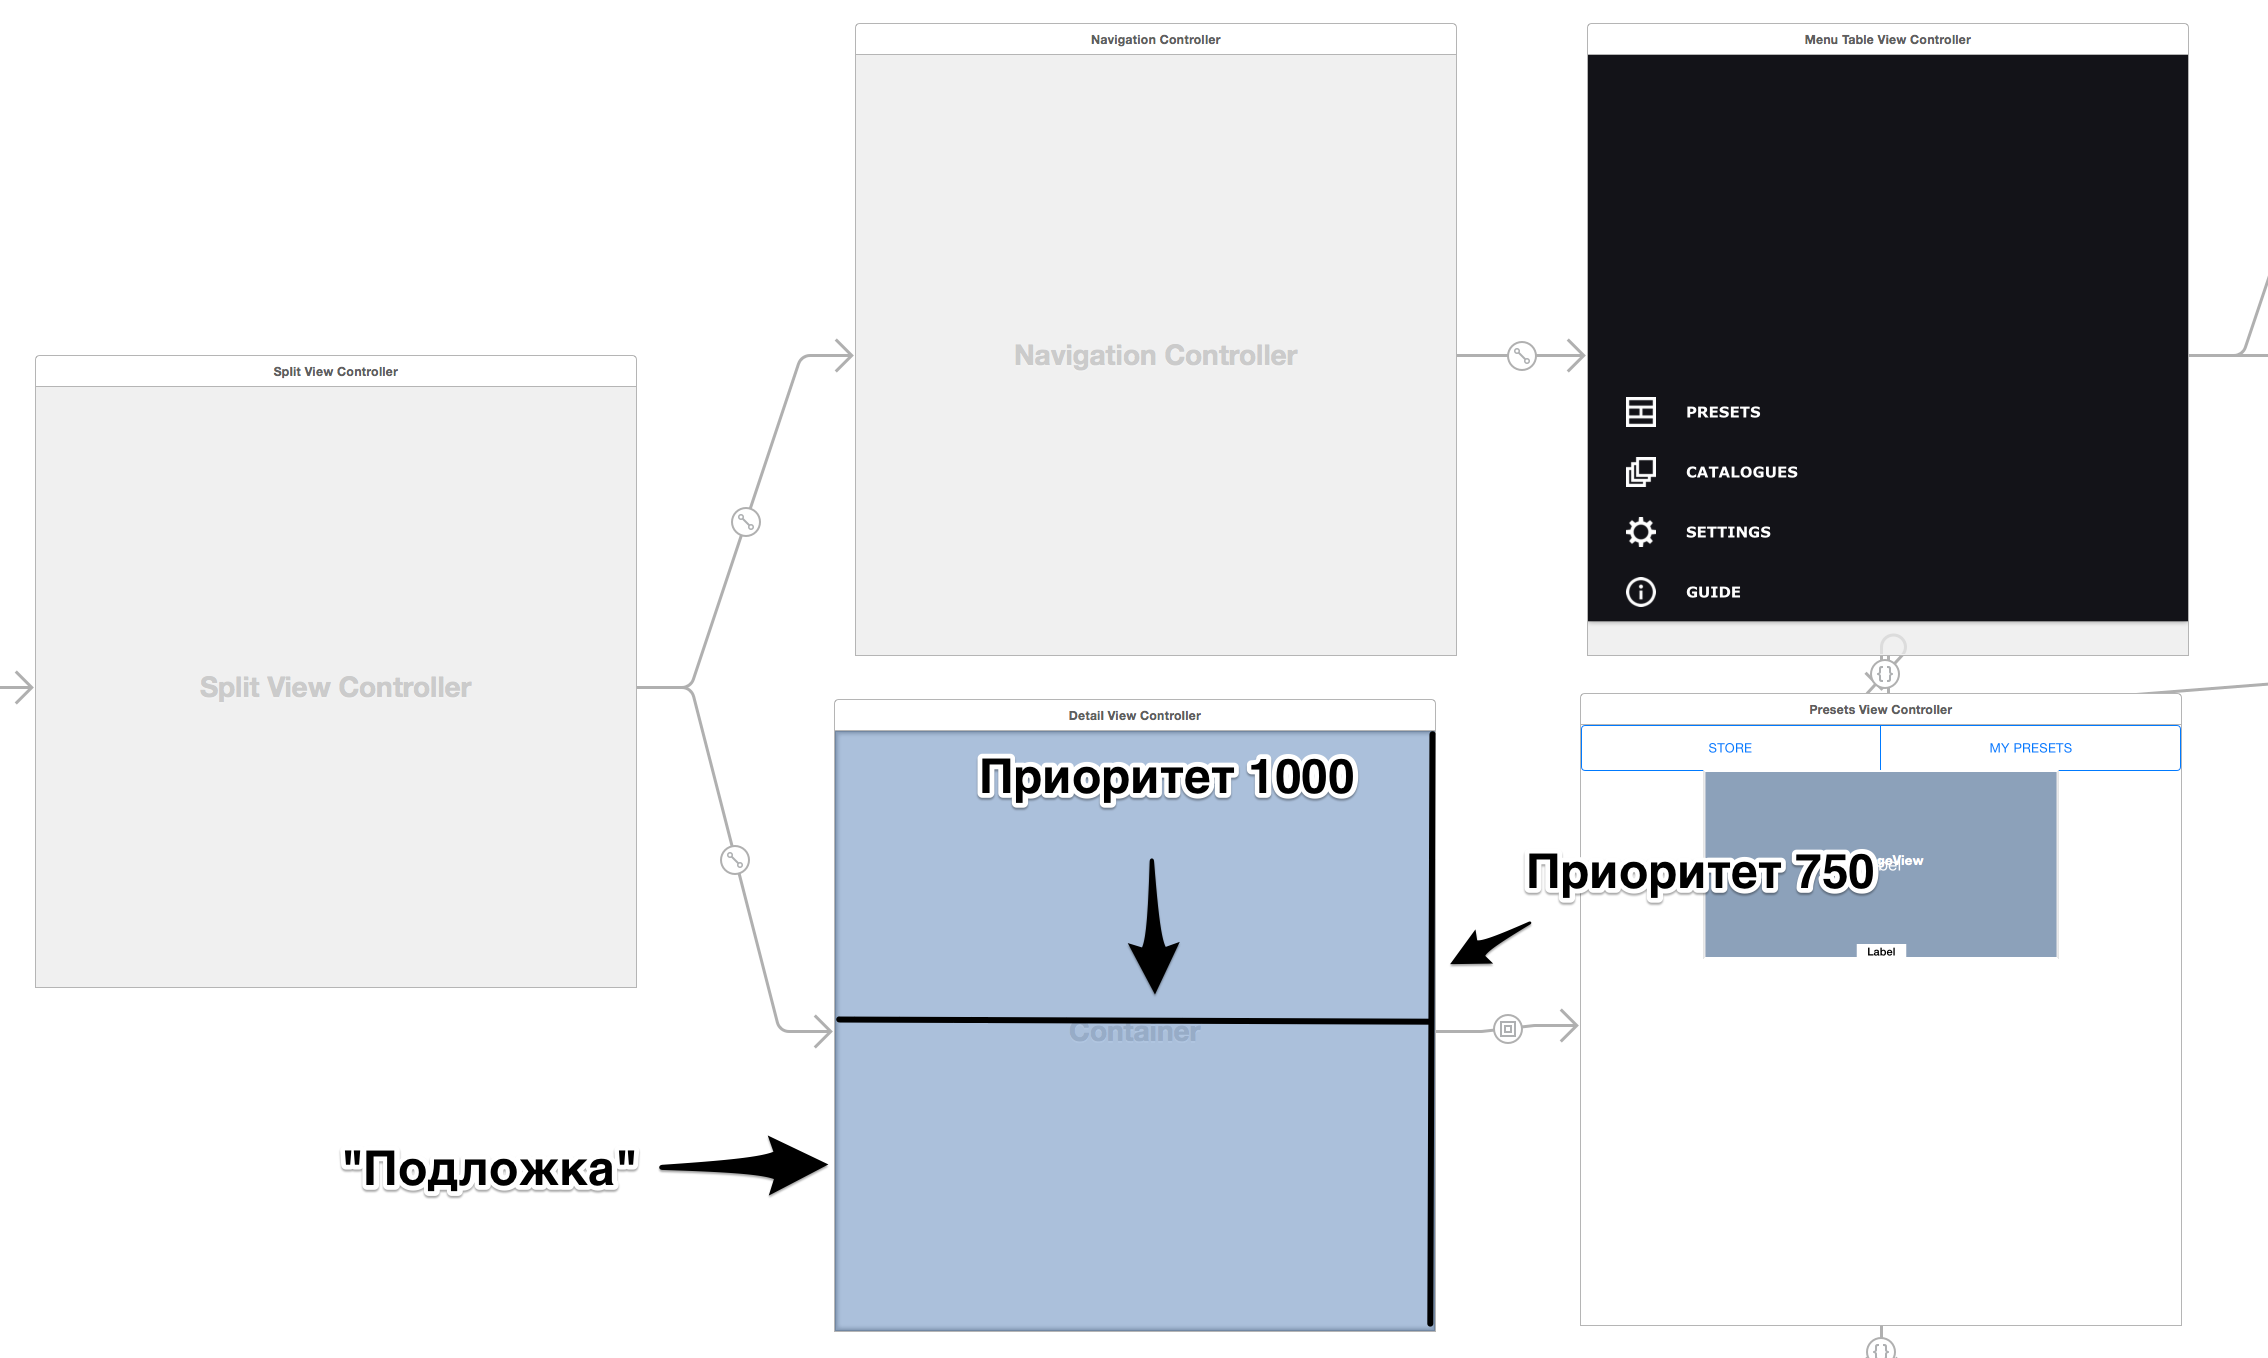 Navigation Controller
Menu Table View Controller
Navigation Controller
Split View Controller
Split View Controller
PRESETS
CATALOGUES
SETTINGS
GUIDE
Detail View Controller
Presets View Controller
STORE
MY PRESETS
Приоритет 1000
Приоритет 750
Label
Container
"Подложка"